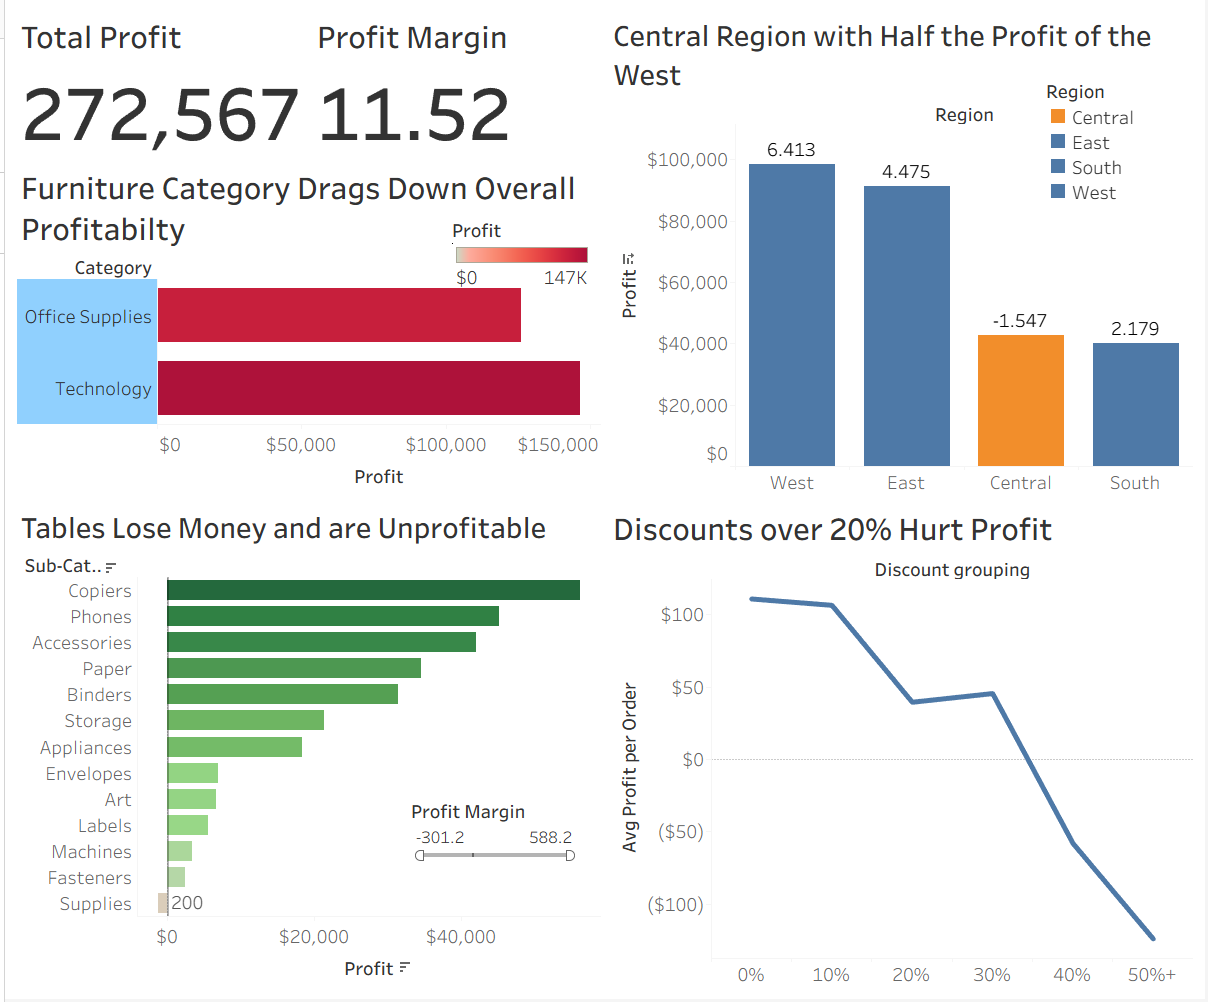 Total Profit
272,567
Profit Margin
11.52
Furniture Category Drags Down Overall
Profitabilty
Profit
$0 147K
Category
Office Supplies
Technology
$0 $50,000 $100,000 $150,000
Profit
Central Region with Half the Profit of the
West
Region
Region
Central
East
South
West
6.413
4.475
-1.547
2.179
$100,000
$80,000
$60,000
$40,000
$20,000
$0
Profit
West East Central South
Tables Lose Money and are Unprofitable
Sub-Cat..
Copiers
Phones
Accessories
Paper
Binders
Storage
Appliances
Envelopes
Art
Labels
Machines
Fasteners
Supplies
200
Profit Margin
-301.2 588.2
$0 $20,000 $40,000
Profit
Discounts over 20% Hurt Profit
Discount grouping
$100
$50
$0
($50)
($100)
Avg Profit per Order
0% 10% 20% 30% 40% 50%+